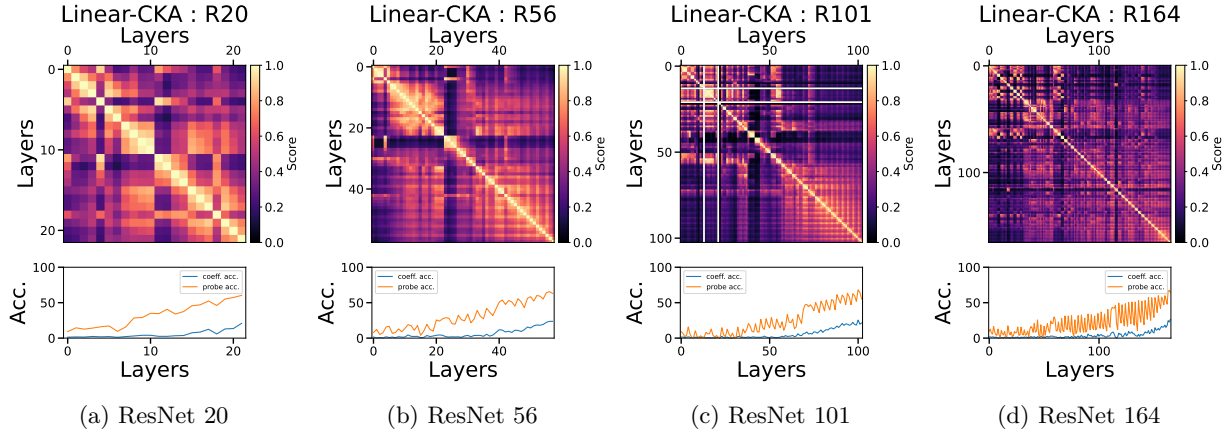 Linear-CKA : R20
Layers
0 10 20
0
10
20
Layers
1.0
0.8
0.6
0.4
0.2
0.0
Score
100
50
0
Acc.
coeff. acc.
probe acc.
0 10 20
Layers
(a) ResNet 20
Linear-CKA : R56
Layers
0 20 40
0
20
40
Layers
1.0
0.8
0.6
0.4
0.2
0.0
Score
100
50
0
Acc.
coeff. acc.
probe acc.
0 20 40
Layers
(b) ResNet 56
Linear-CKA : R101
Layers
0 50 100
0
50
100
Layers
1.0
0.8
0.6
0.4
0.2
0.0
Score
100
50
0
Acc.
coeff. acc.
probe acc.
0 50 100
Layers
(c) ResNet 101
Linear-CKA : R164
Layers
0 100
0
100
Layers
1.0
0.8
0.6
0.4
0.2
0.0
Score
100
50
0
Acc.
coeff. acc.
probe acc.
0 100
Layers
(d) ResNet 164